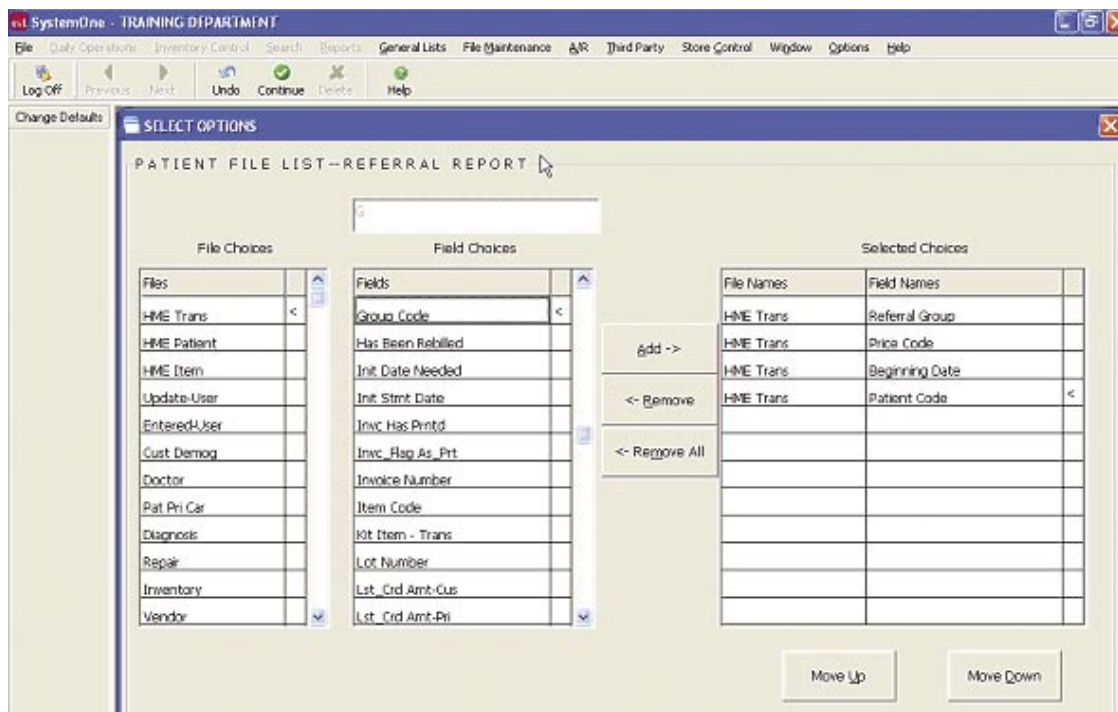 est SystemOne - TRAINING DEPARTMENT
File Daily Operations Inventory Control Search Reports General Lists File Maintenance A/R Third Party Store Control Window Options Help
Log Off Previous Next Undo Continue Delete Help
Change Defaults
SELECT OPTIONS
PATIENT FILE LIST--REFERRAL REPORT
G
File Choices Field Choices Selected Choices
Files Fields File Names Field Names
HME Trans < Group Code < HME Trans Referral Group
HME Patient Has Been Rebilled Add -> HME Trans Price Code
HME Item Init Date Needed HME Trans Beginning Date
Update-User Init Stmt Date <- Remove HME Trans Patient Code <
Entered-User Invc Has Prntd
Cust Demog Invc_Flag As_Prt <- Remove All
Doctor Invoice Number
Pat Pri Car Item Code
Diagnosis Kit Item - Trans
Repair Lot Number
Inventory Lst_Crd Amt-Cus
Vendor Lst_Crd Amt-Pri
Move Up Move Down